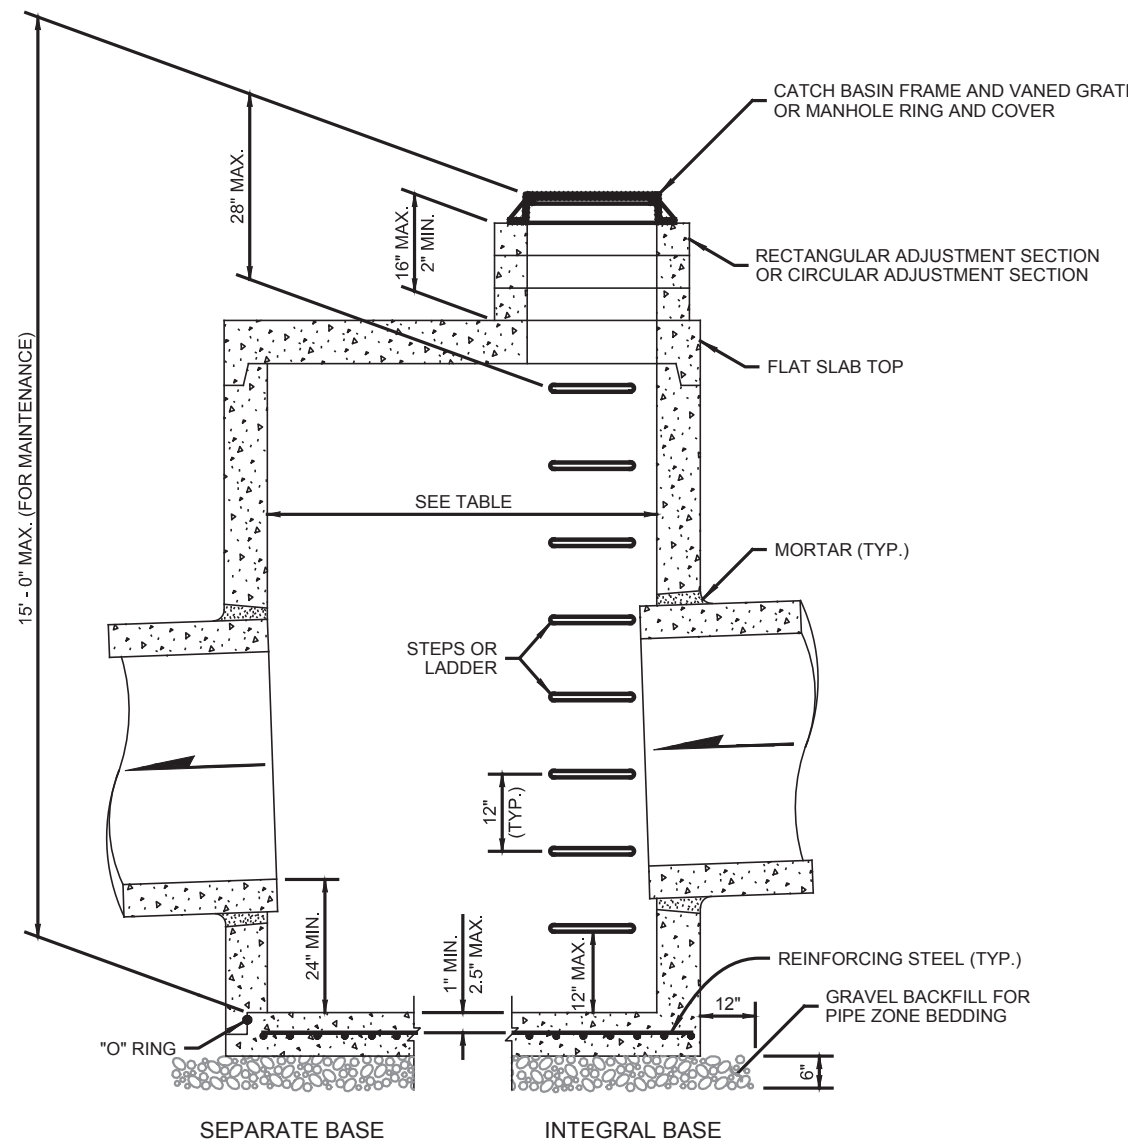 CATCH BASIN FRAME AND VANED GRATE
OR MANHOLE RING AND COVER
28" MAX.
16" MAX.
2" MIN.
RECTANGULAR ADJUSTMENT SECTION
OR CIRCULAR ADJUSTMENT SECTION
FLAT SLAB TOP
15' - 0" MAX. (FOR MAINTENANCE)
SEE TABLE
MORTAR (TYP.)
STEPS OR
LADDER
12"
(TYP.)
24" MIN.
1" MIN.
2.5" MAX.
12" MAX.
REINFORCING STEEL (TYP.)
12"
GRAVEL BACKFILL FOR
PIPE ZONE BEDDING
"O" RING
6"
SEPARATE BASE
INTEGRAL BASE